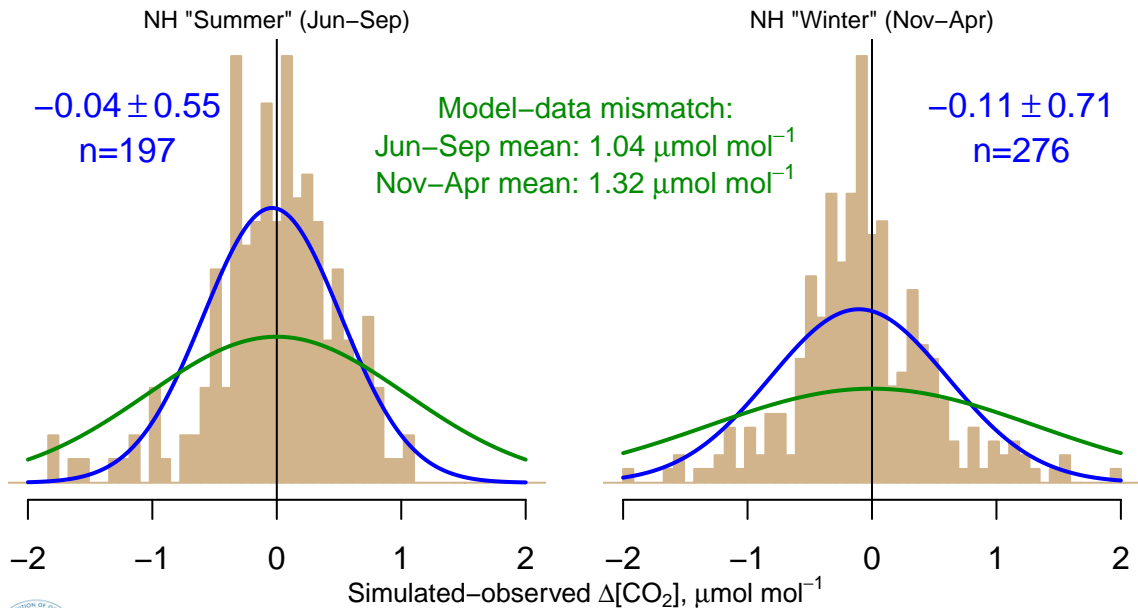 NH "Summer" (Jun−Sep)
NH "Winter" (Nov−Apr)
−0.04 ± 0.55
n=197
Model−data mismatch:
Jun−Sep mean: 1.04 μmol mol⁻¹
Nov−Apr mean: 1.32 μmol mol⁻¹
−0.11 ± 0.71
n=276
−2 −1 0 1 2
−2 −1 0 1 2
Simulated−observed Δ[CO₂], μmol mol⁻¹